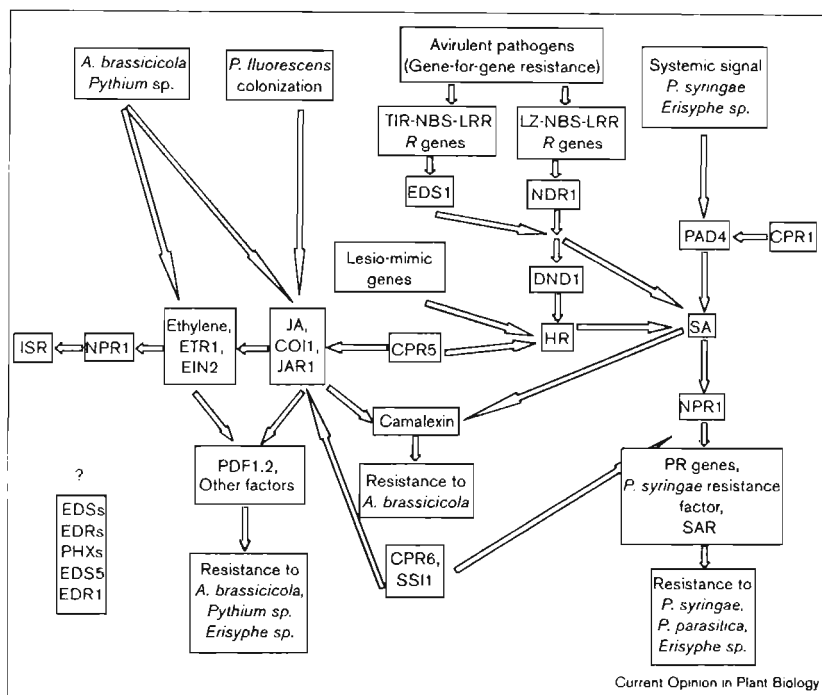 A. brassicicola
Pythium sp.
P. fluorescens
colonization
Avirulent pathogens
(Gene-for-gene resistance)
Systemic signal
P. syringae
Erisyphe sp.
TIR-NBS-LRR
R genes
LZ-NBS-LRR
R genes
EDS1
NDR1
PAD4
CPR1
Lesio-mimic
genes
DND1
ISR
NPR1
Ethylene,
ETR1,
EIN2
JA,
COI1,
JAR1
CPR5
HR
SA
NPR1
Camalexin
Resistance to
A. brassicicola
PDF1.2,
Other factors
PR genes,
P. syringae resistance
factor,
SAR
?
EDSs
EDRs
PHXs
EDS5
EDR1
CPR6,
SSI1
Resistance to
A. brassicicola,
Pythium sp.
Erisyphe sp.
Resistance to
P. syringae,
P. parasitica,
Erisyphe sp.
Current Opinion in Plant Biology